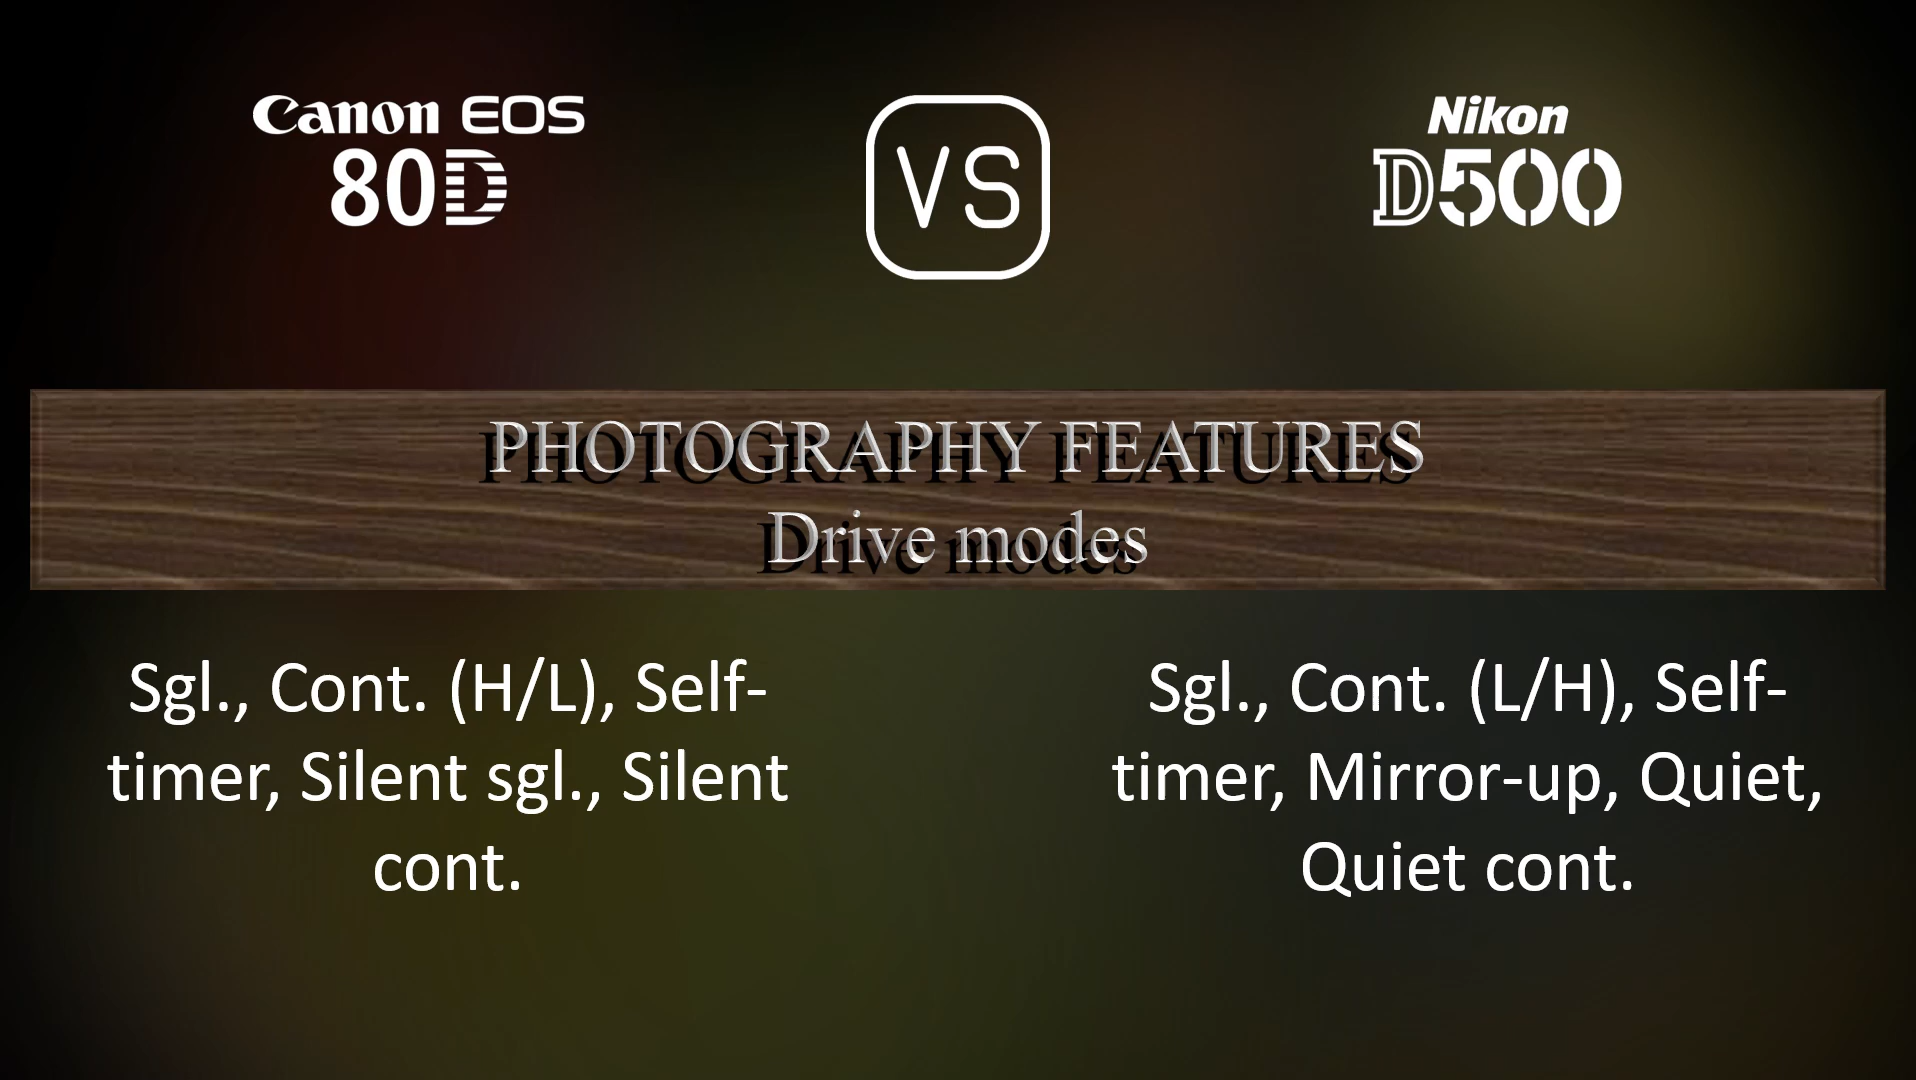 Canon EOS
80D
VS
Nikon
D500
PHOTOGRAPHY FEATURES
Drive modes
Sgl., Cont. (H/L), Self-
timer, Silent sgl., Silent
cont.
Sgl., Cont. (L/H), Self-
timer, Mirror-up, Quiet,
Quiet cont.